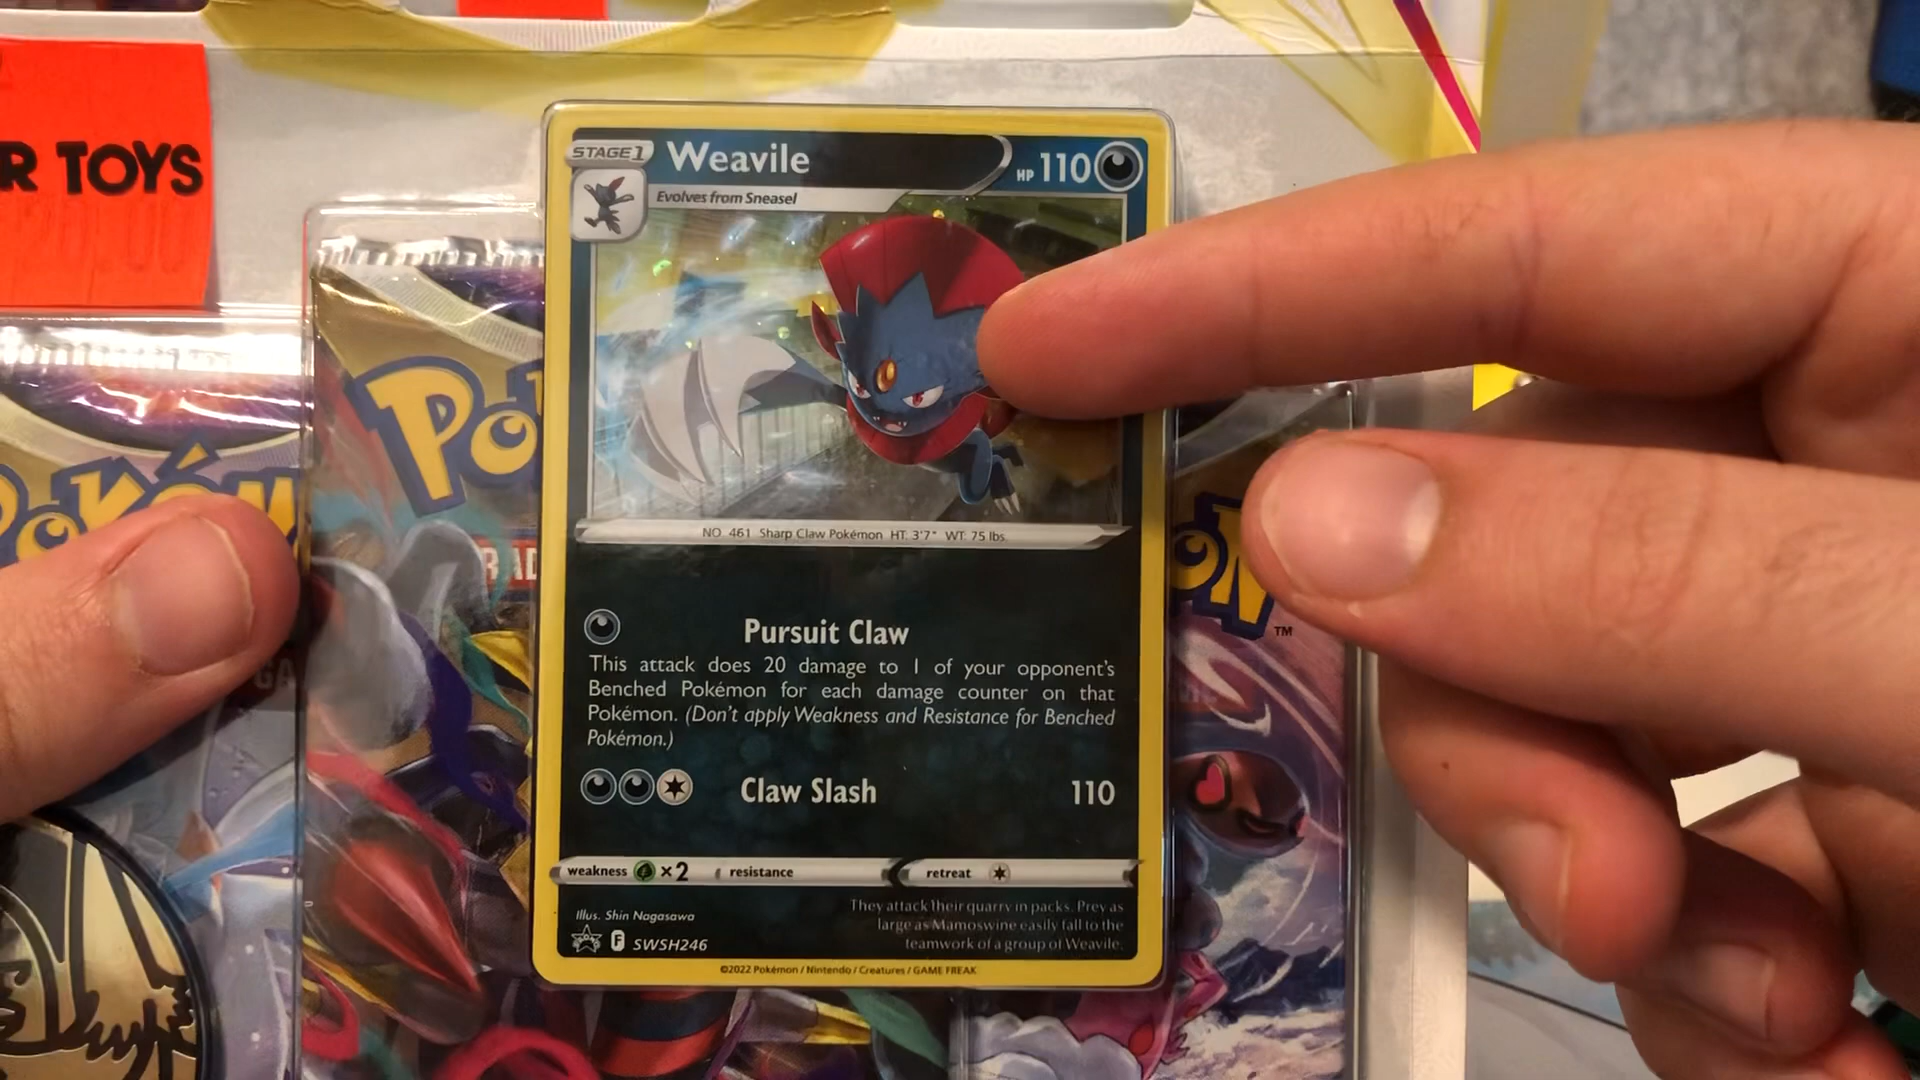 R TOYS
STAGE 1
Weavile
HP 110
Evolves from Sneasel
Pokém
Po
ON
TM
RAD
GA
NO. 461 Sharp Claw Pokémon HT: 3'7" WT: 75 lbs.
Pursuit Claw
This attack does 20 damage to 1 of your opponent's
Benched Pokémon for each damage counter on that
Pokémon. (Don't apply Weakness and Resistance for Benched
Pokémon.)
Claw Slash 110
weakness ×2 resistance retreat
Illus. Shin Nagasawa
F SWSH246
They attack their quarry in packs. Prey as
large as Mamoswine easily fall to the
teamwork of a group of Weavile.
©2022 Pokémon / Nintendo / Creatures / GAME FREAK